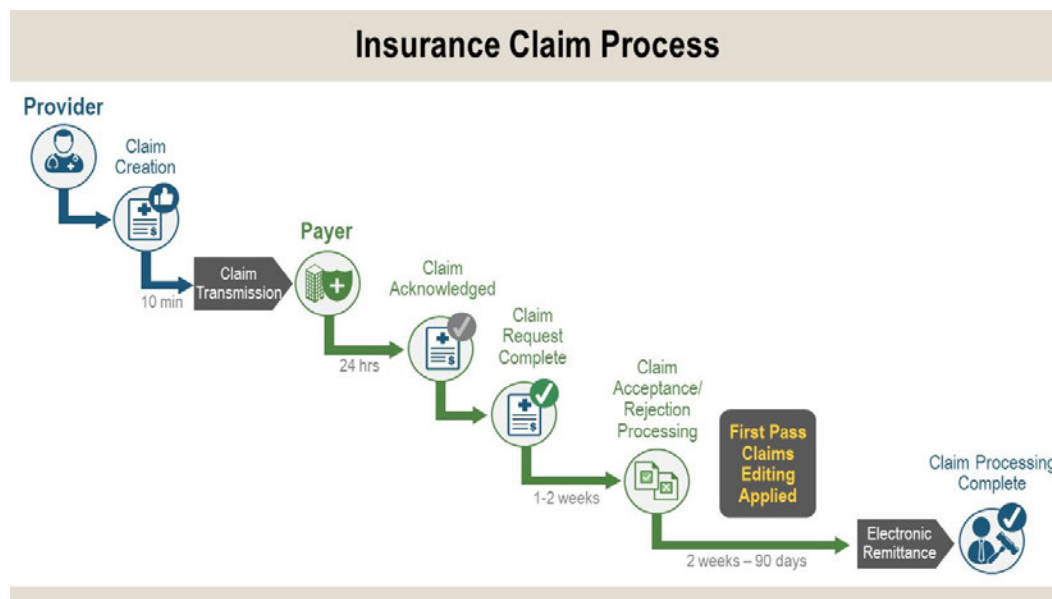 Insurance Claim Process
Provider
Claim
Creation
10 min
Claim
Transmission
Payer
24 hrs
Claim
Acknowledged
Claim
Request
Complete
1-2 weeks
Claim
Acceptance/
Rejection
Processing
First Pass
Claims
Editing
Applied
2 weeks – 90 days
Electronic
Remittance
Claim Processing
Complete